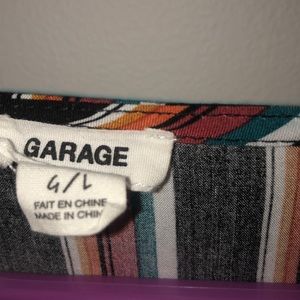 GARAGE
G/L
FAIT EN CHINE
MADE IN CHIN